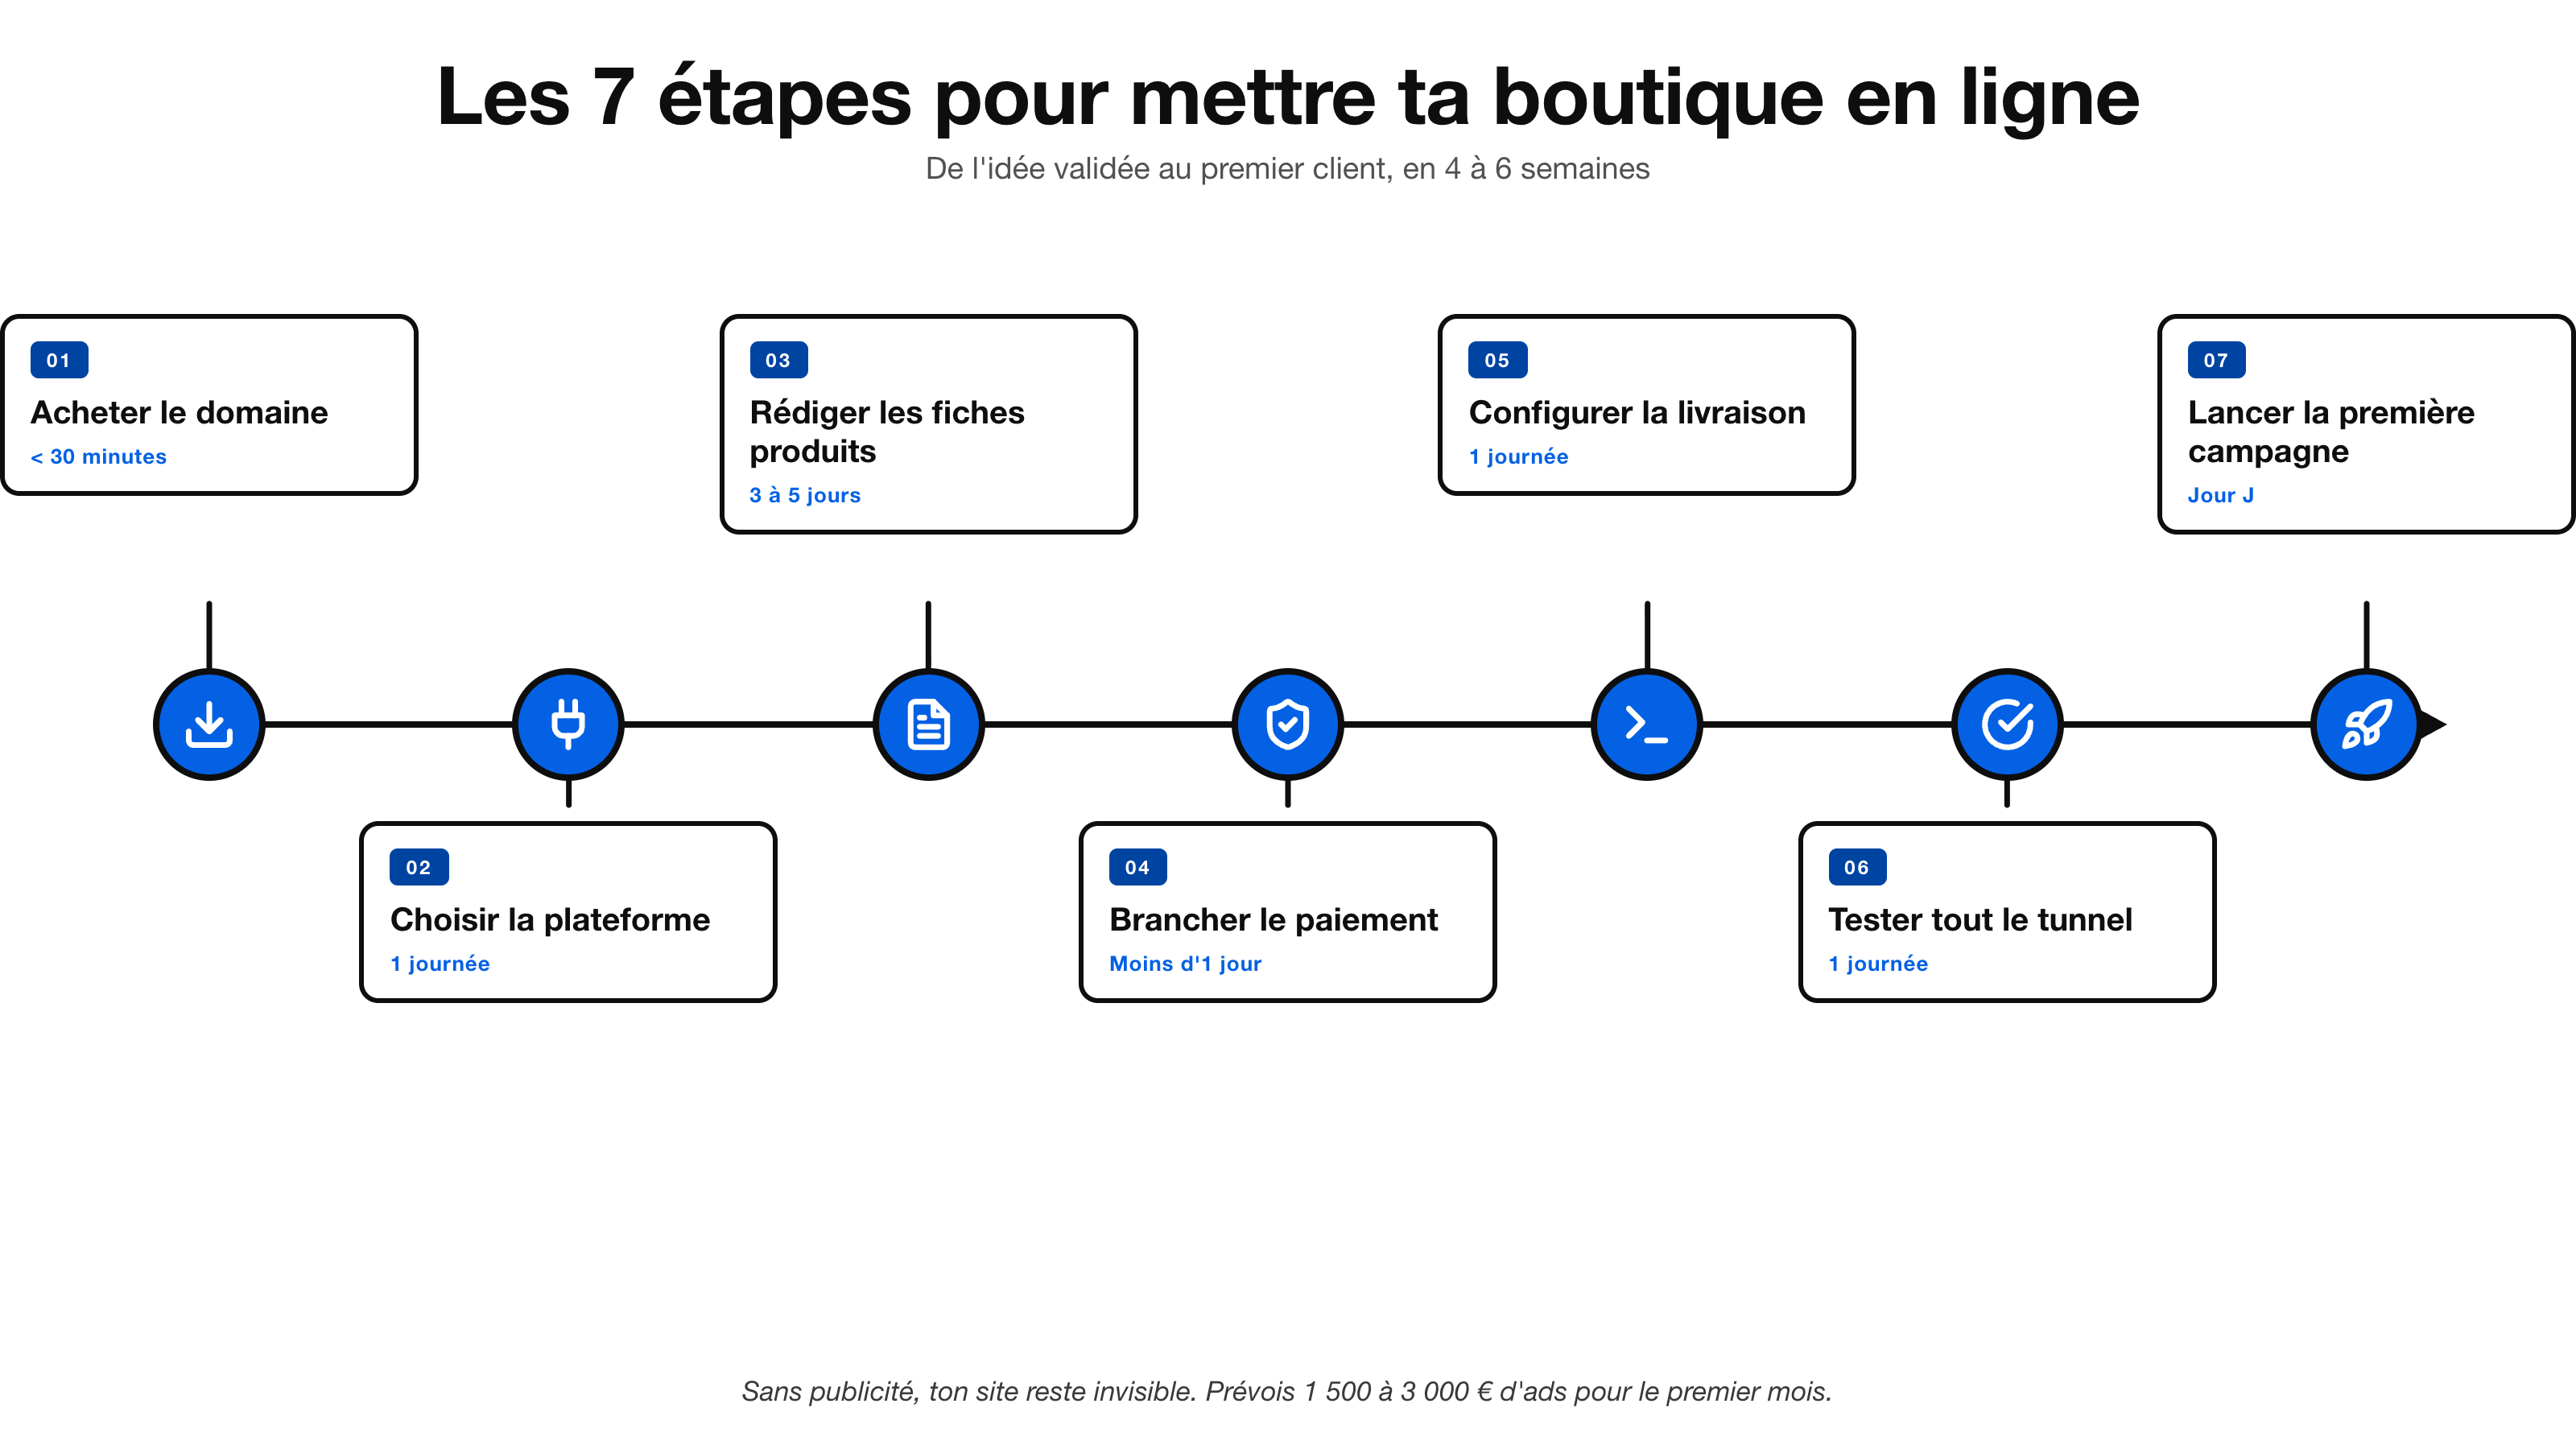 Les 7 étapes pour mettre ta boutique en ligne
De l'idée validée au premier client, en 4 à 6 semaines
01
Acheter le domaine
< 30 minutes
02
Choisir la plateforme
1 journée
03
Rédiger les fiches
produits
3 à 5 jours
04
Brancher le paiement
Moins d'1 jour
05
Configurer la livraison
1 journée
06
Tester tout le tunnel
1 journée
07
Lancer la première
campagne
Jour J
Sans publicité, ton site reste invisible. Prévois 1 500 à 3 000 € d'ads pour le premier mois.